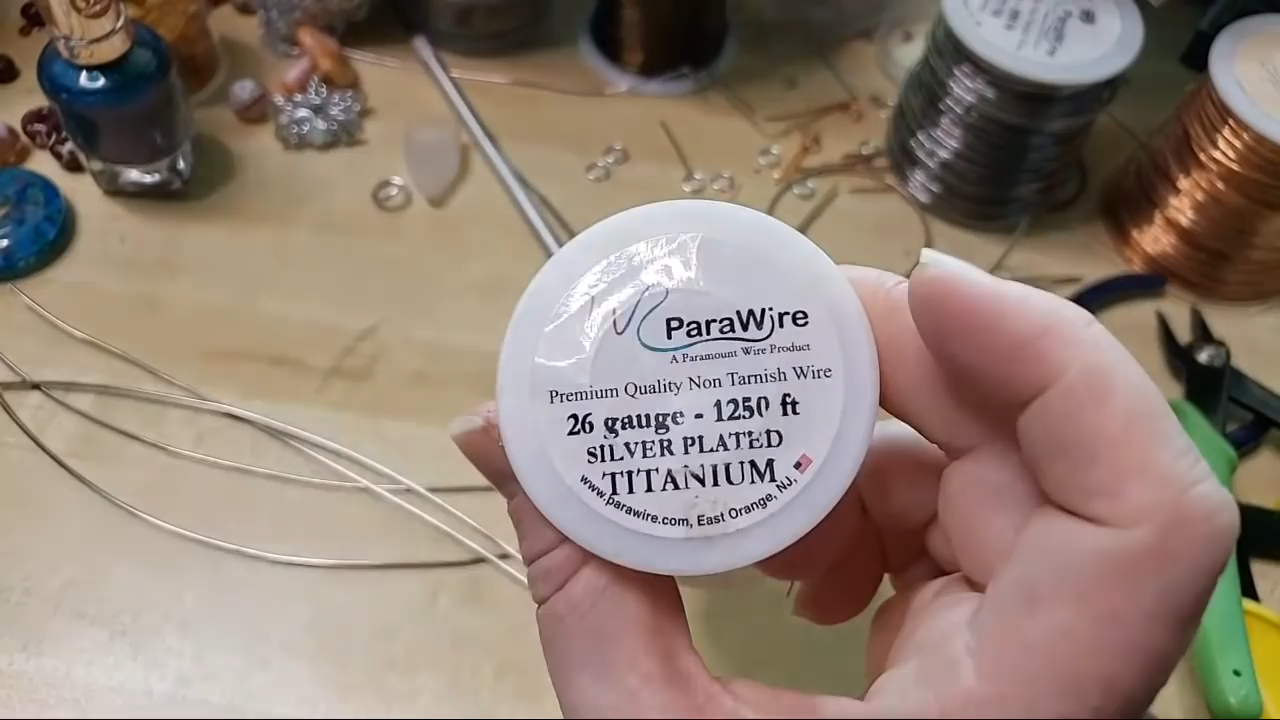 ParaWire
A Paramount Wire Product
Premium Quality Non Tarnish Wire
26 gauge - 1250 ft
SILVER PLATED
TITANIUM
www.parawire.com, East Orange, NJ,